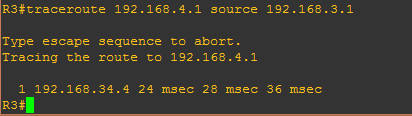 R3#traceroute 192.168.4.1 source 192.168.3.1
Type escape sequence to abort.
Tracing the route to 192.168.4.1
1 192.168.34.4 24 msec 28 msec 36 msec
R3#